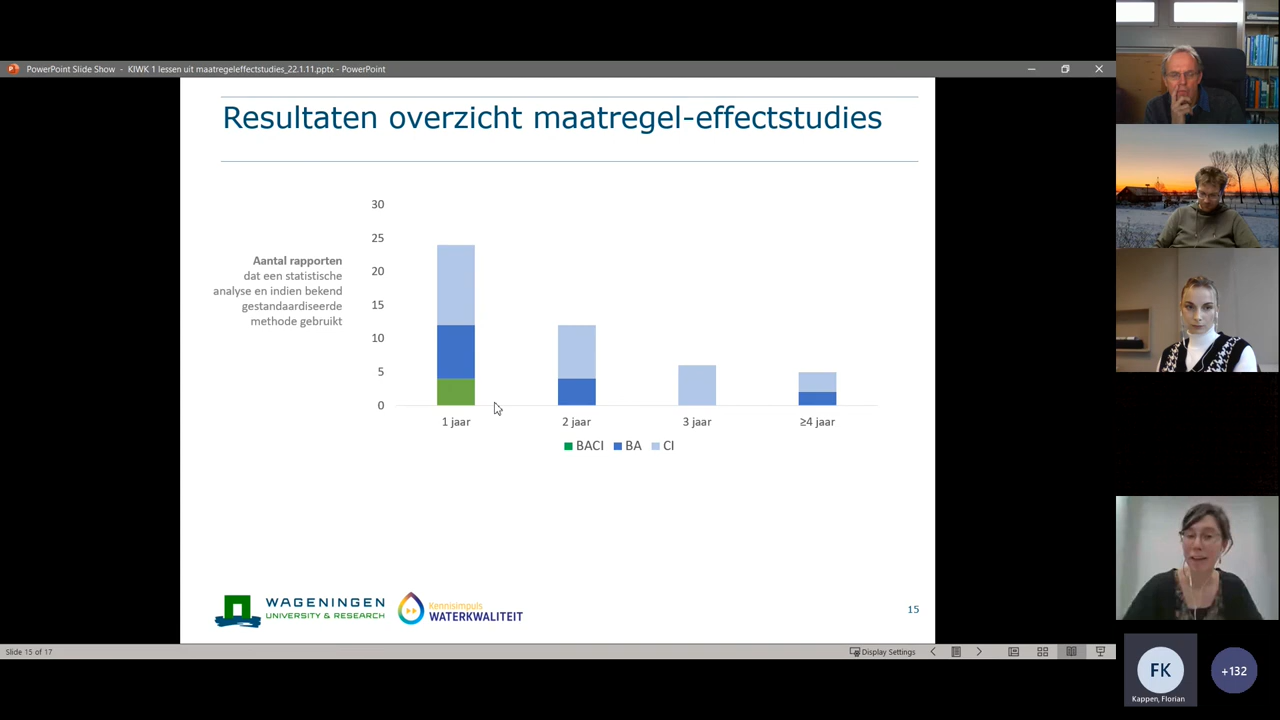 PowerPoint Slide Show - KIWK 1 lessen uit maatregeleffectstudies_22.1.11.pptx - PowerPoint
Resultaten overzicht maatregel-effectstudies
Aantal rapporten
dat een statistische
analyse en indien bekend
gestandaardiseerde
methode gebruikt
30
25
20
15
10
5
0
1 jaar
2 jaar
3 jaar
≥4 jaar
BACI BA CI
WAGENINGEN
UNIVERSITY & RESEARCH
Kennisimpuls
WATERKWALITEIT
15
Slide 15 of 17
Display Settings
FK
Kappen, Florian
+132